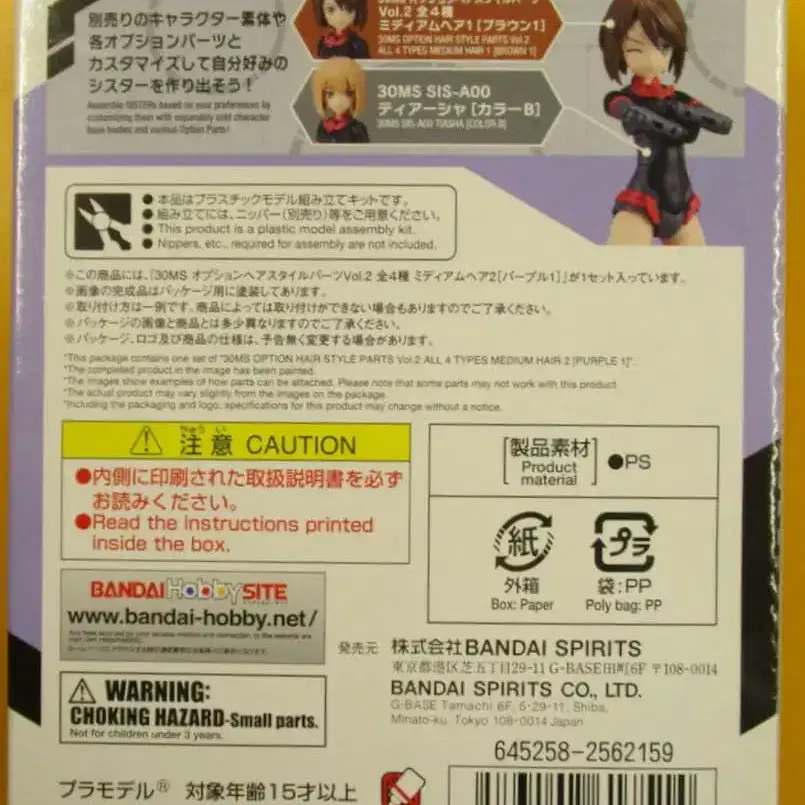 別売りのキャラクター素体や
各オプションパーツと
カスタマイズして自分好みの
シスターを作り出そう!
Assemble SISTERs based on your preferences by
customizing them with separately sold character
base bodies and various Option Parts!
Vol.2 全4種
ミディアムヘア1[ブラウン1]
30MS OPTION HAIR STYLE PARTS Vol.2
ALL 4 TYPES MEDIUM HAIR 1 [BROWN 1]
30MS SIS-A00
ティアーシャ[カラーB]
30MS SIS-A00 TIASHA [COLOR B]
●本品はプラスチックモデル組み立てキットです。
●組み立てには、ニッパー(別売り)等をご用意ください。
●This product is a plastic model assembly kit.
●Nippers, etc., required for assembly are not included.
※この商品には、「30MS オプションヘアスタイルパーツVol.2 全4種 ミディアムヘア2[パープル1]」が1セット入っています。
※画像の完成品はパッケージ用に塗装してあります。
※取り付け方は一例です。商品によっては取り付けができない場合もありますのでご了承ください。
※パッケージの画像と商品とは多少異なりますのでご了承ください。
※パッケージ、ロゴ及び商品の仕様は、予告無く変更する場合があります。
*This package contains one set of "30MS OPTION HAIR STYLE PARTS Vol.2 ALL 4 TYPES MEDIUM HAIR 2 [PURPLE 1]".
*The completed product in the image has been painted.
*The images show examples of how parts can be attached. Please note that some parts may not work with this product
*The actual product may vary slightly from the images on the package.
*Including the packaging and logo, specifications for this product may change without a notice.
ちゅう い
注意 CAUTION
●内側に印刷された取扱説明書を必ず
お読みください。
●Read the instructions printed
inside the box.
[製品素材
Product
material] ●PS
紙
外箱
Box: Paper
プラ
袋:PP
Poly bag: PP
BANDAI HobbySITE
www.bandai-hobby.net/
発売元 株式会社BANDAI SPIRITS
東京都港区芝五丁目29-11 G-BASE田町6F 〒108-0014
BANDAI SPIRITS CO., LTD.
G-BASE Tamachi 6F, 5-29-11, Shiba,
Minato-ku, Tokyo 108-0014 Japan
WARNING:
CHOKING HAZARD-Small parts.
Not for children under 3 years.
645258-2562159
プラモデル® 対象年齢15才以上